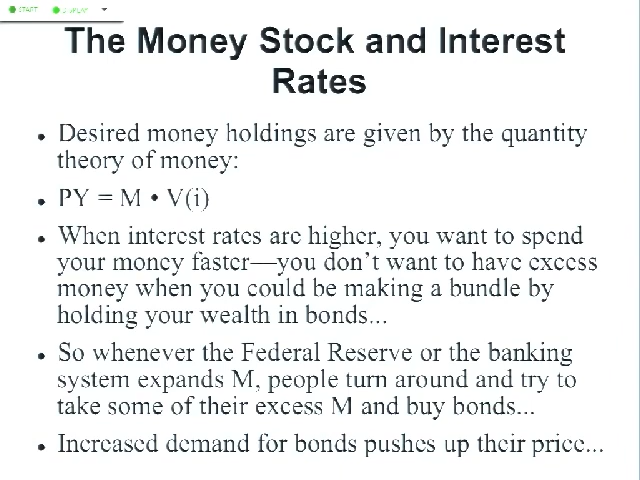 START DISPLAY
The Money Stock and Interest
Rates
• Desired money holdings are given by the quantity
theory of money:
• PY = M • V(i)
• When interest rates are higher, you want to spend
your money faster—you don't want to have excess
money when you could be making a bundle by
holding your wealth in bonds...
• So whenever the Federal Reserve or the banking
system expands M, people turn around and try to
take some of their excess M and buy bonds...
• Increased demand for bonds pushes up their price...